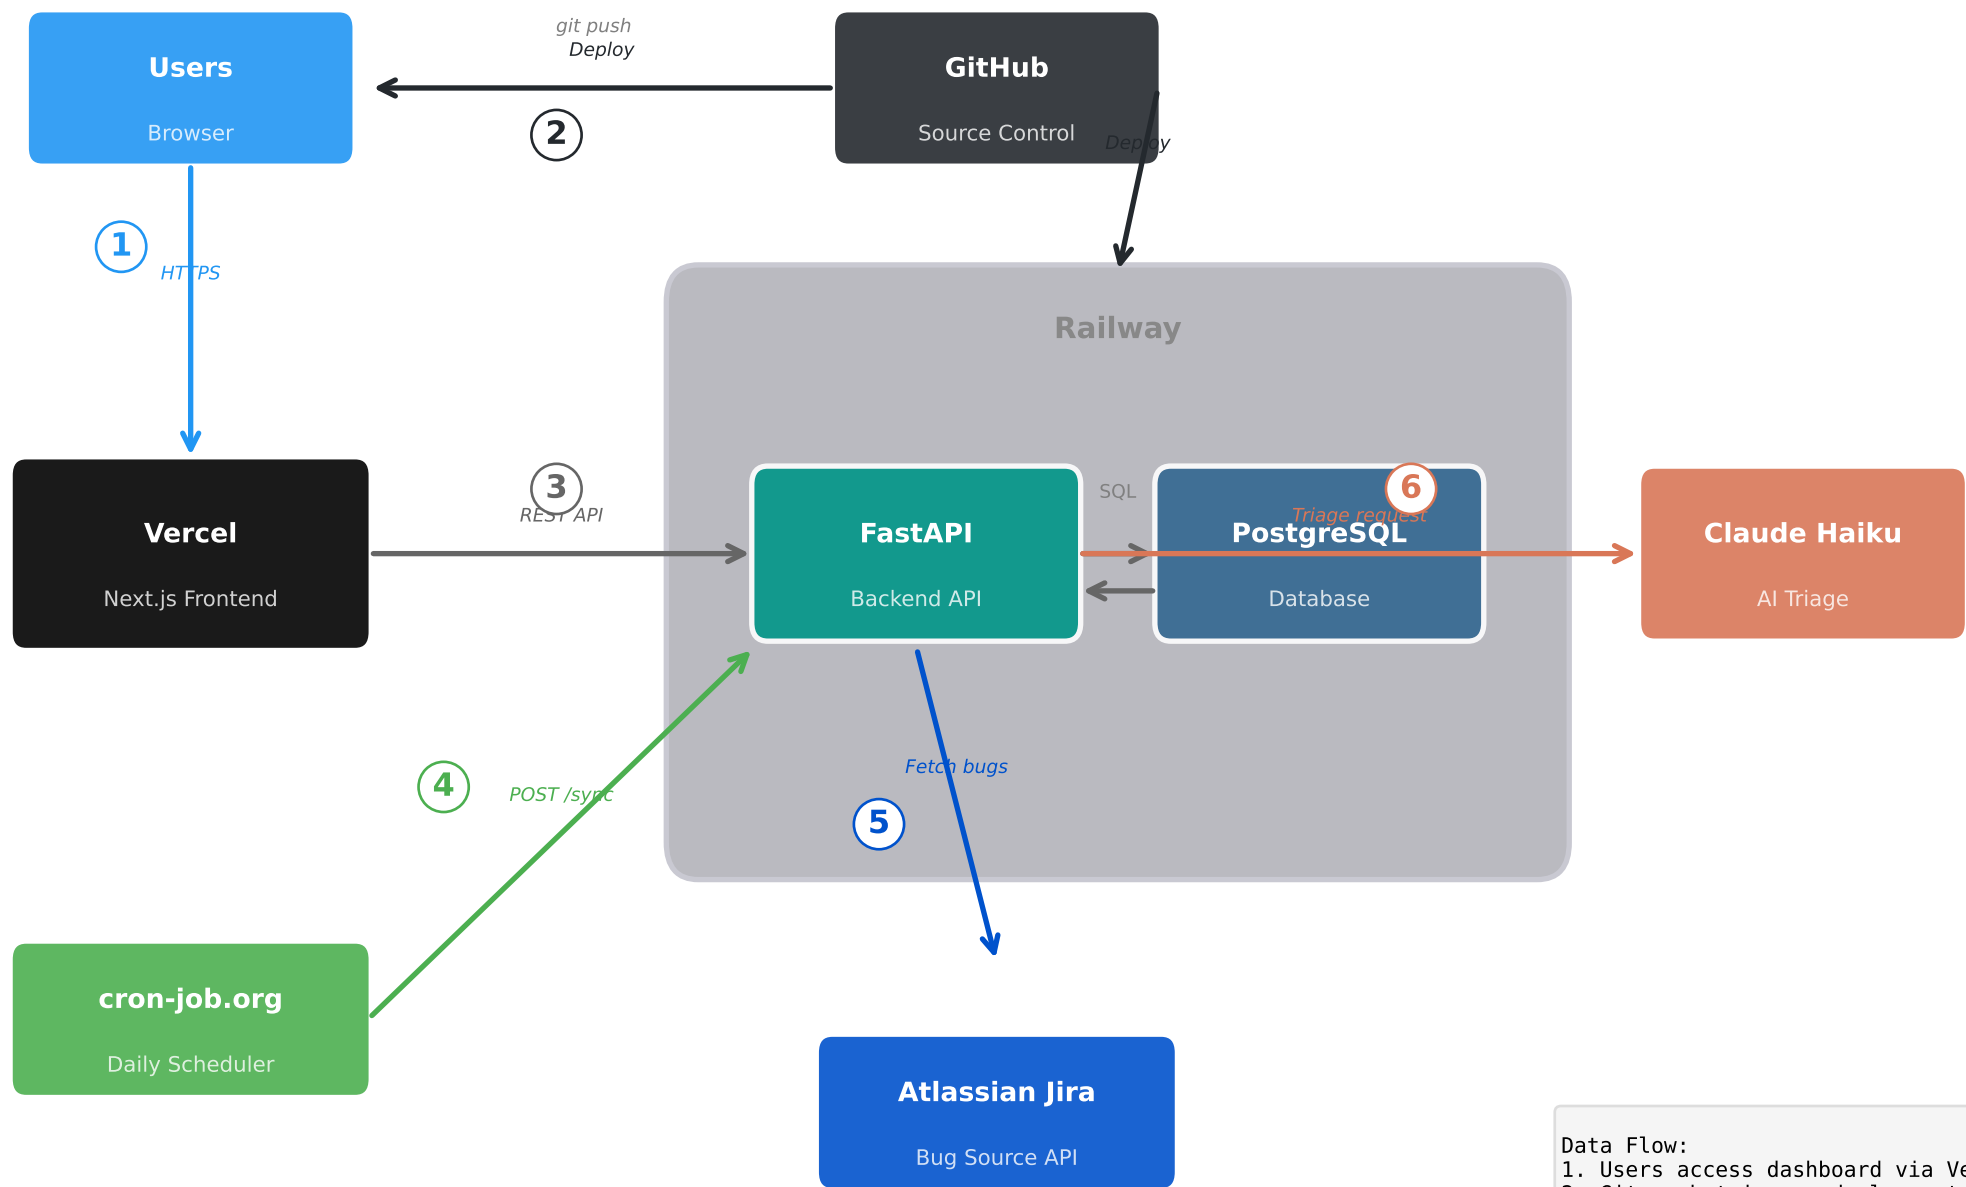 git push
Deploy
Users
Browser
GitHub
Source Control
2
Deploy
1
HTTPS
Railway
3
REST API
SQL
6
Triage request
Vercel
Next.js Frontend
FastAPI
Backend API
PostgreSQL
Database
Claude Haiku
AI Triage
Fetch bugs
4
POST /sync
5
cron-job.org
Daily Scheduler
Atlassian Jira
Bug Source API
Data Flow:
1. Users access dashboard via